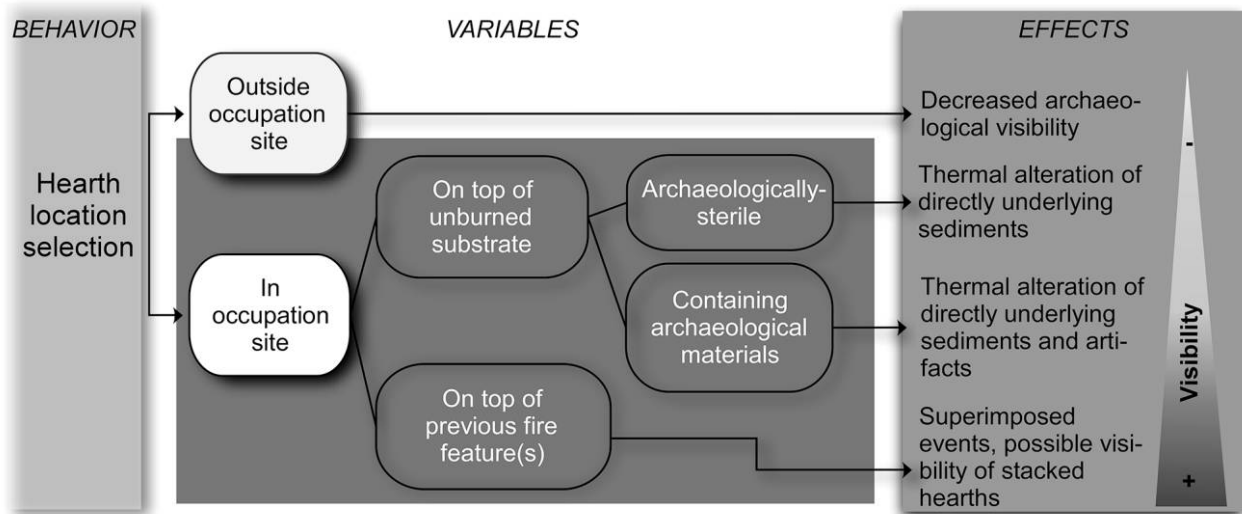 BEHAVIOR
VARIABLES
EFFECTS
Hearth
location
selection
Outside
occupation
site
In
occupation
site
On top of
unburned
substrate
On top of
previous fire
feature(s)
Archaeologically-
sterile
Containing
archaeological
materials
Decreased archaeo-
logical visibility
Thermal alteration of
directly underlying
sediments
Thermal alteration of
directly underlying
sediments and arti-
facts
Superimposed
events, possible visi-
bility of stacked
hearths
-
Visibility
+